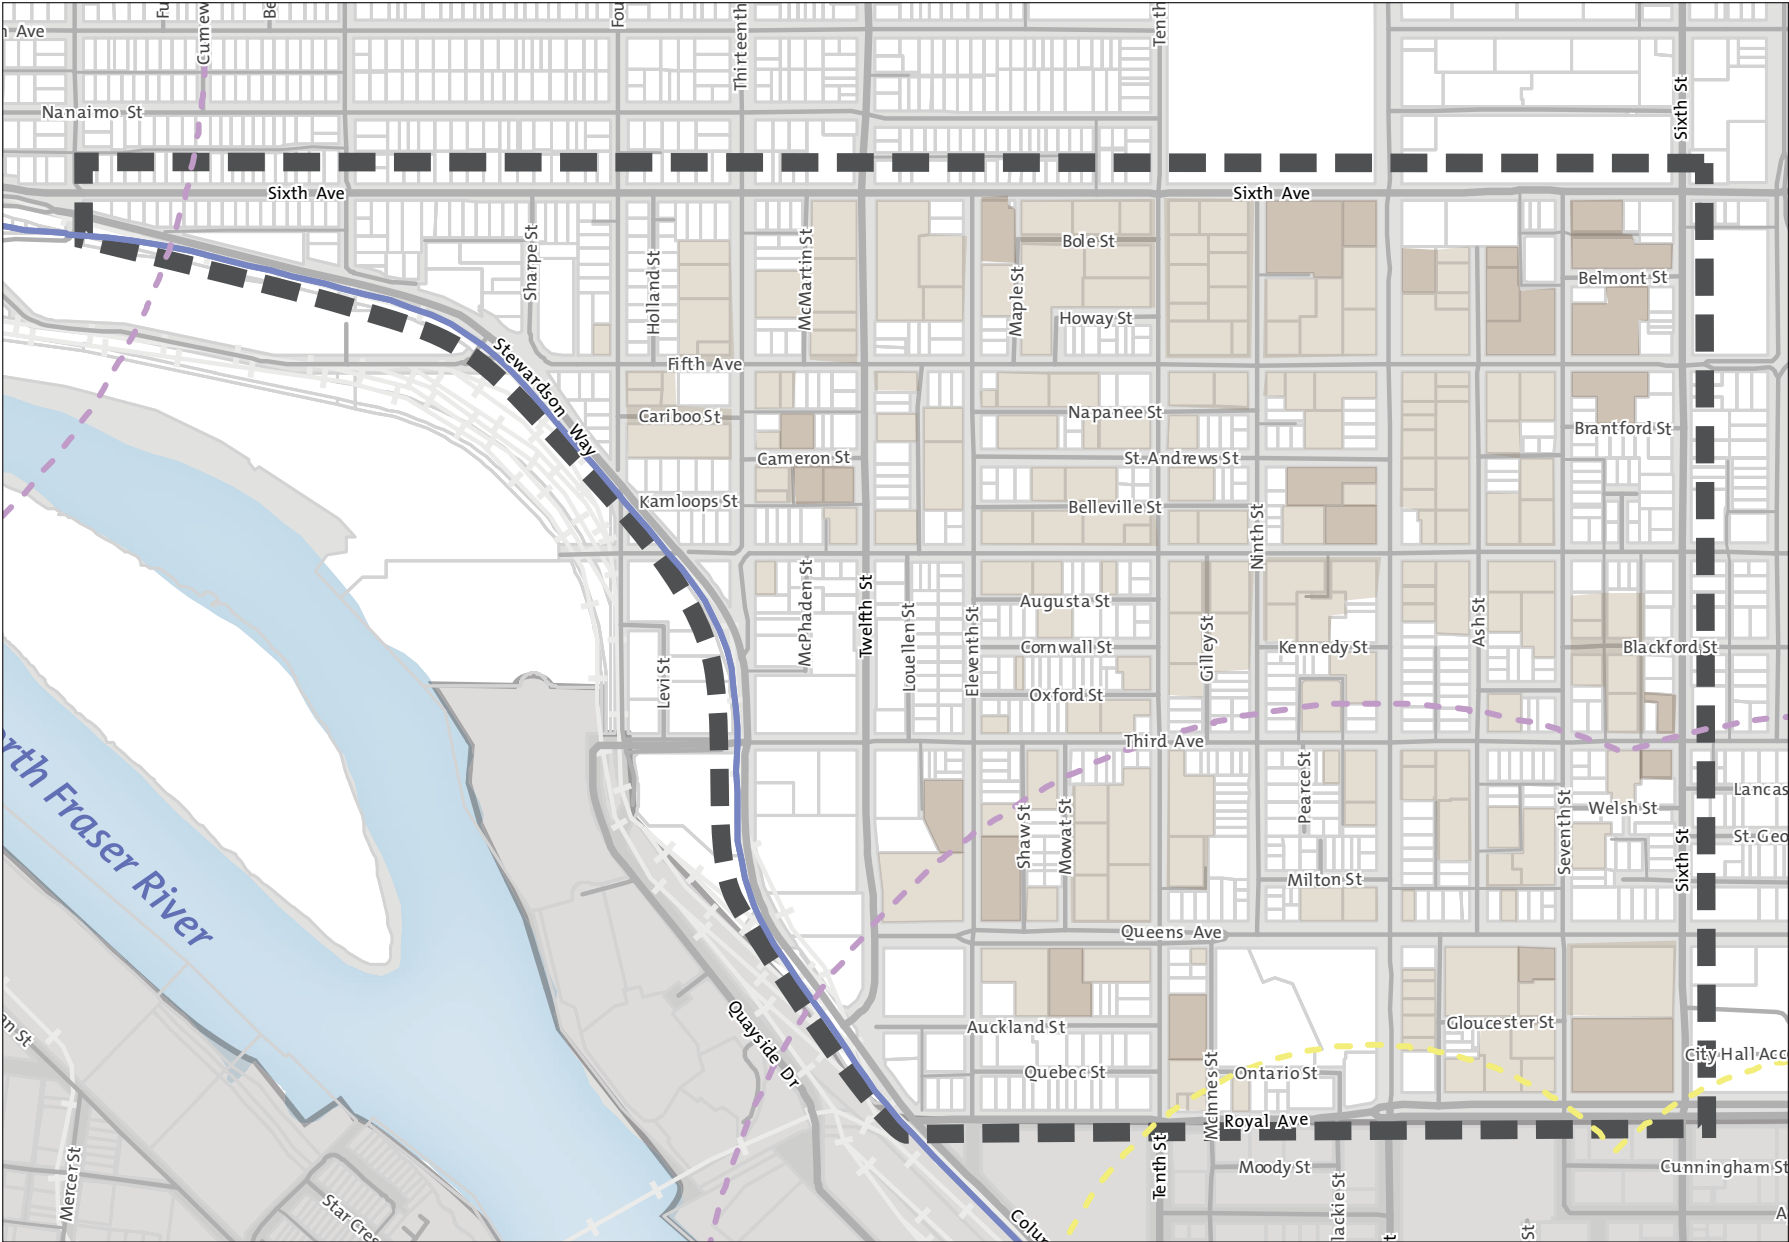 Thirteenth
Tenth
Ave
Nanaimo St
Sixth St
Sixth Ave
Sixth Ave
Sharpe St
Holland St
McMartin St
Maple St
Bole St
Howay St
Belmont St
Stewardson Way
Fifth Ave
Cariboo St
Cameron St
Kamloops St
Napanee St
St. Andrews St
Belleville St
Brantford St
Ninth St
McPhaden St
Twelfth St
Louellen St
Eleventh St
Augusta St
Cornwall St
Oxford St
Gilley St
Kennedy St
Ash St
Blackford St
Levi St
Third Ave
Shaw St
Mowat St
Pearce St
Milton St
Seventh St
Welsh St
Sixth St
Fraser River
Queens Ave
Quayside Dr
Auckland St
Quebec St
McInnes St
Ontario St
Gloucester St
City Hall
Royal Ave
Tenth St
Moody St
Cunningham St
Mercer St
Star
St